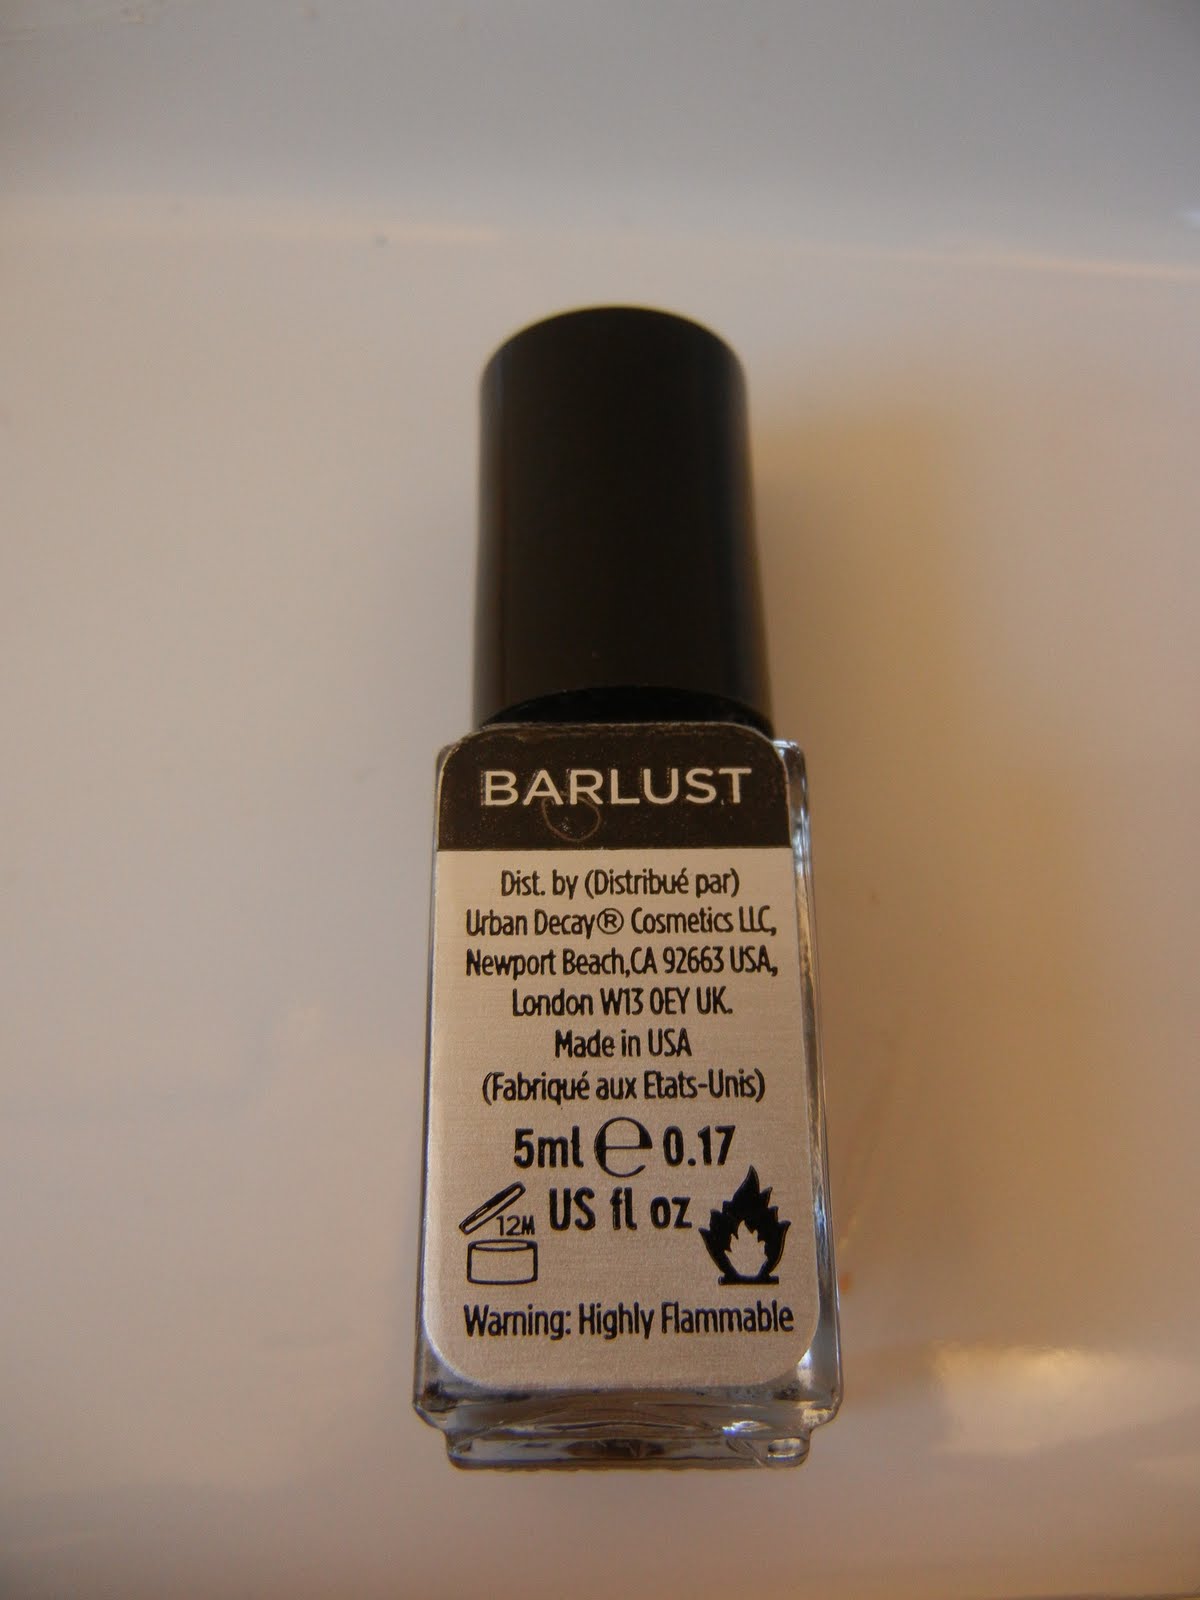 BARLUST
Dist. by (Distribué par)
Urban Decay® Cosmetics LLC,
Newport Beach,CA 92663 USA,
London W13 0EY UK.
Made in USA
(Fabriqué aux Etats-Unis)
5ml ℮ 0.17
12M US fl oz
Warning: Highly Flammable